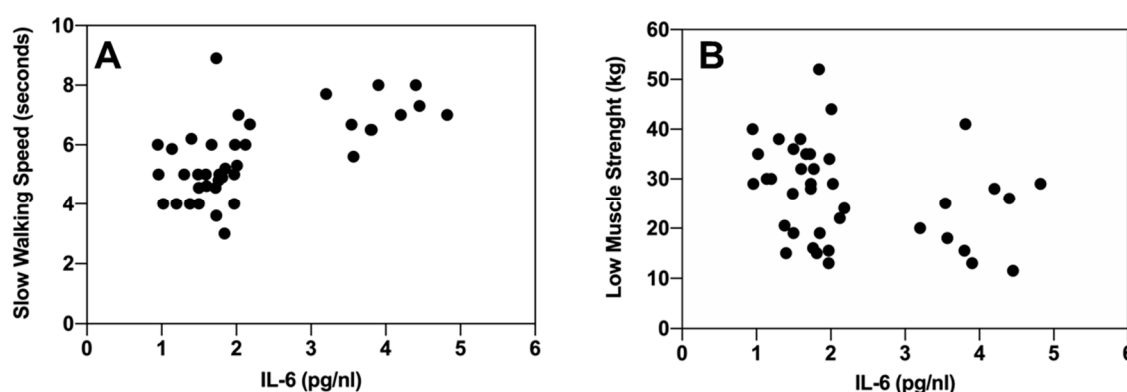 A
Slow Walking Speed (seconds)
10
8
6
4
2
0
0 1 2 3 4 5 6
IL-6 (pg/nl)
B
Low Muscle Strenght (kg)
60
50
40
30
20
10
0
0 1 2 3 4 5 6
IL-6 (pg/nl)